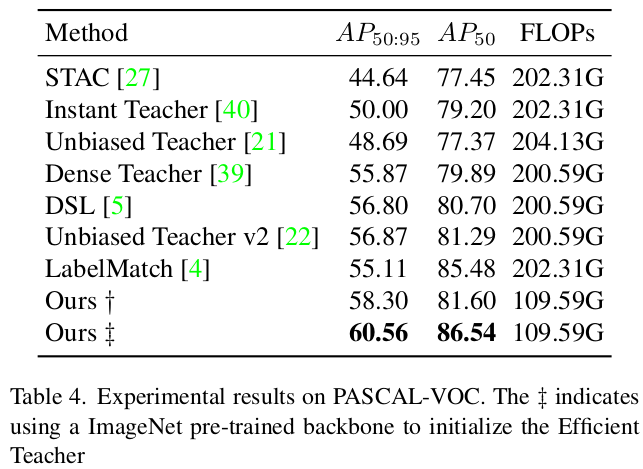 Method AP50:95 AP50 FLOPs
STAC [27] 44.64 77.45 202.31G
Instant Teacher [40] 50.00 79.20 202.31G
Unbiased Teacher [21] 48.69 77.37 204.13G
Dense Teacher [39] 55.87 79.89 200.59G
DSL [5] 56.80 80.70 200.59G
Unbiased Teacher v2 [22] 56.87 81.29 200.59G
LabelMatch [4] 55.11 85.48 202.31G
Ours † 58.30 81.60 109.59G
Ours ‡ 60.56 86.54 109.59G
Table 4. Experimental results on PASCAL-VOC. The ‡ indicates
using a ImageNet pre-trained backbone to initialize the Efficient
Teacher